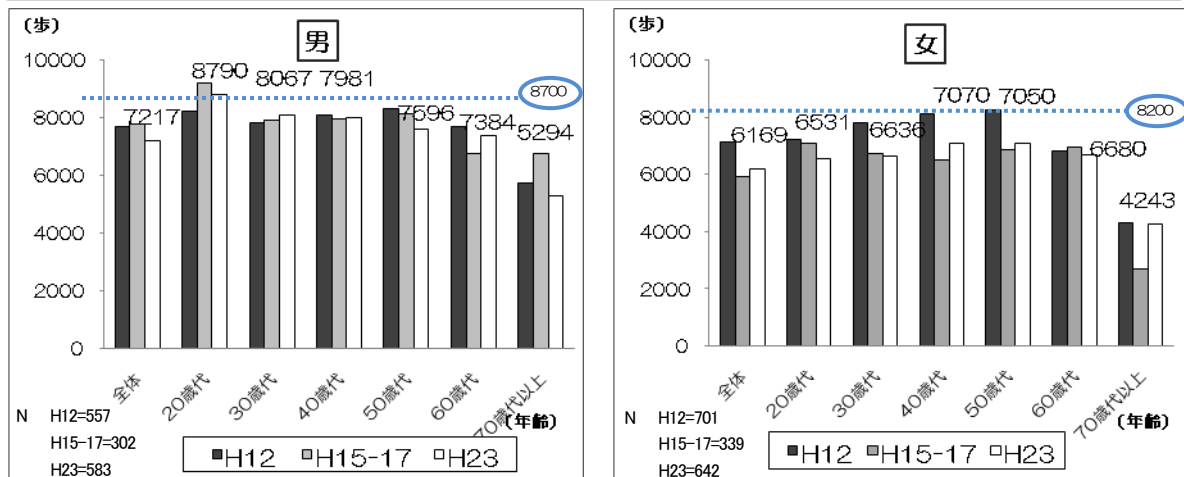 (歩)
男
10000
8000
6000
4000
2000
0
8700
7217
8790
8067
7981
7596
7384
5294
全体
20歳代
30歳代
40歳代
50歳代
60歳代
70歳代以上
(年齢)
N H12=557
H15-17=302
H23=583
■H12 ■H15-17 □H23
(歩)
女
10000
8000
6000
4000
2000
0
8200
6169
6531
6636
7070
7050
6680
4243
全体
20歳代
30歳代
40歳代
50歳代
60歳代
70歳代以上
(年齢)
N H12=701
H15-17=339
H23=642
■H12 ■H15-17 □H23